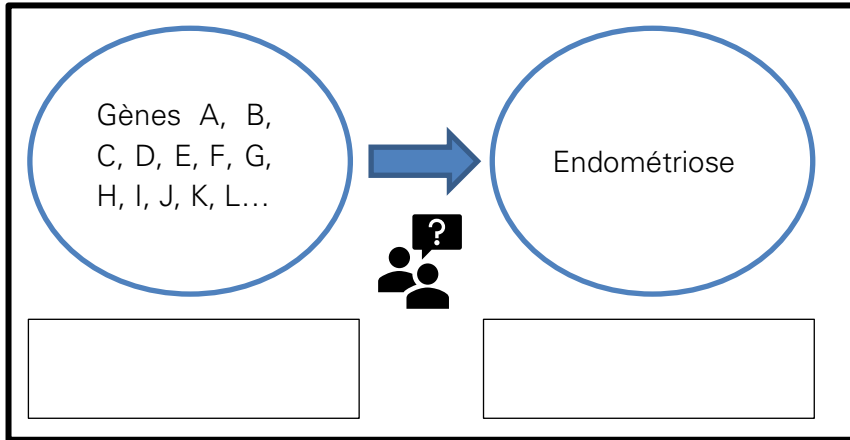 Gènes A, B,
C, D, E, F, G,
H, I, J, K, L…
Endométriose
?